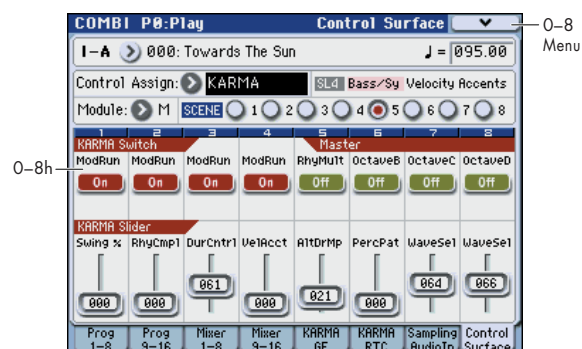 COMBI P0:Play Control Surface
0–8
Menu
I-A 000: Towards The Sun ♩= 095.00
Control Assign: KARMA SL4 Bass/Sy Velocity Accents
Module: M SCENE 1 2 3 4 5 6 7 8
1 2 3 4 5 6 7 8
KARMA Switch Master
ModRun ModRun ModRun ModRun RhyMult OctaveB OctaveC OctaveD
0–8h
On On On On Off Off Off Off
KARMA Slider
Swing % RhyCmpl DurCntrl VelAcct AltDrMp PercPat WaveSel WaveSel
000 000 061 000 021 000 064 066
Prog 1-8 Prog 9-16 Mixer 1-8 Mixer 9-16 KARMA GE KARMA RTC Sampling AudioIn Control Surface